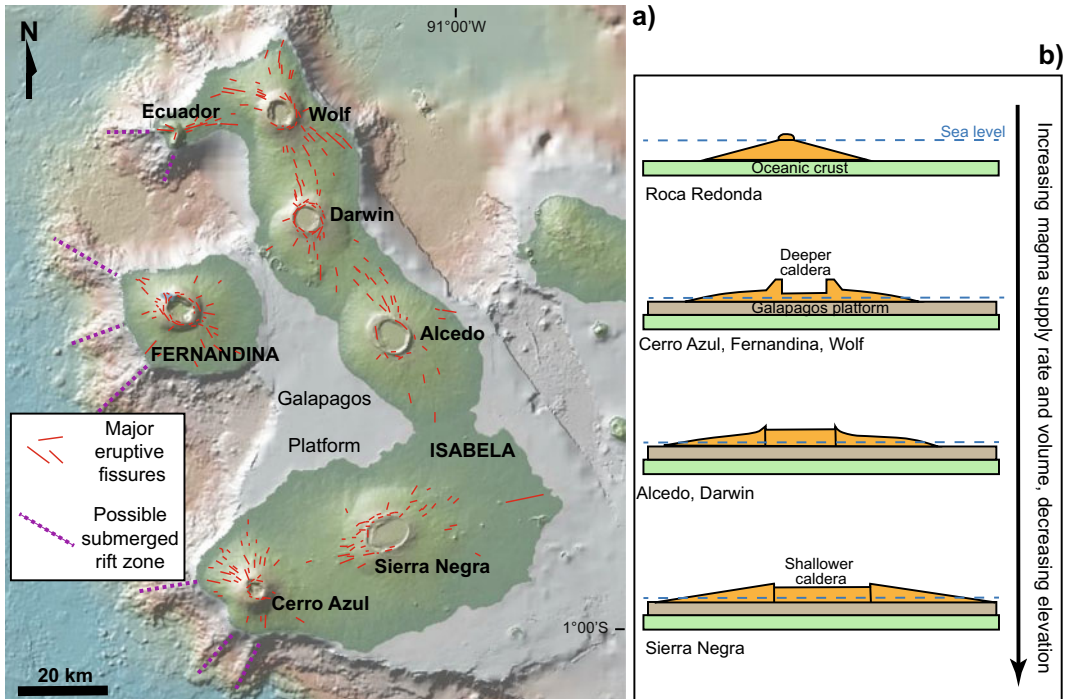 a)
91°00'W
N
Ecuador
Wolf
Darwin
Alcedo
FERNANDINA
Galapagos
Platform
ISABELA
Sierra Negra
Cerro Azul
1°00'S
20 km
Major
eruptive
fissures
Possible
submerged
rift zone
b)
Sea level
Oceanic crust
Roca Redonda
Deeper
caldera
Galapagos platform
Cerro Azul, Fernandina, Wolf
Alcedo, Darwin
Shallower
caldera
Sierra Negra
Increasing magma supply rate and volume, decreasing elevation